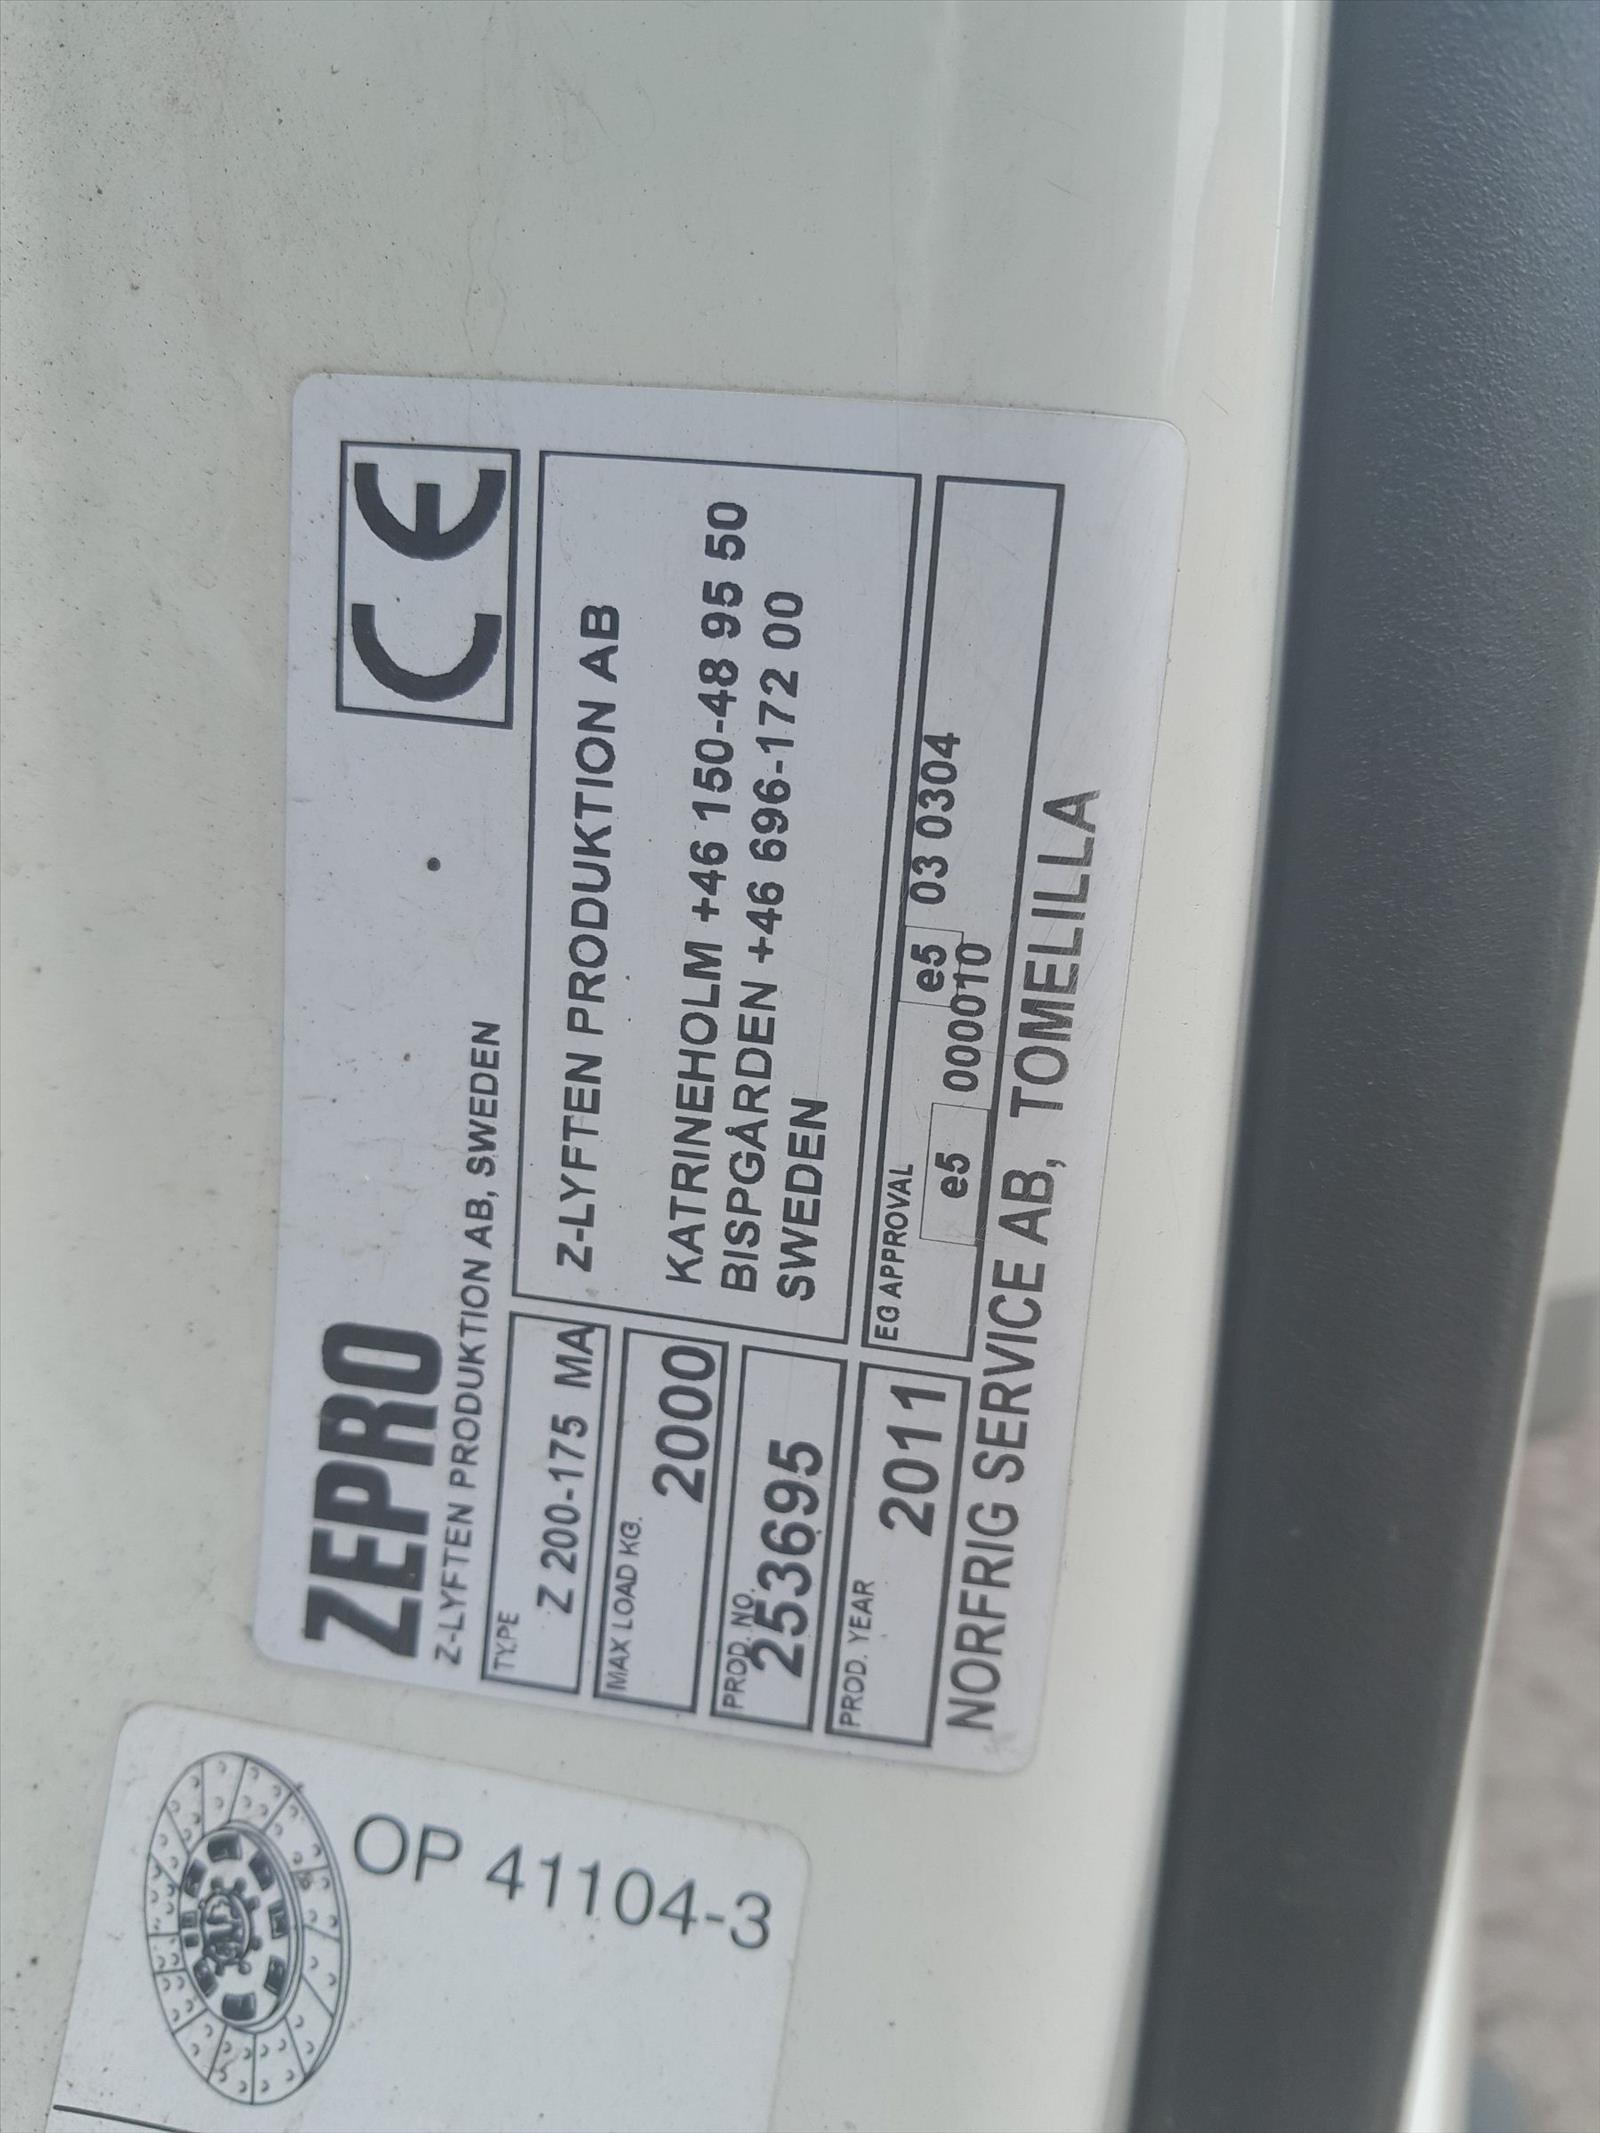 ZEPRO
Z-LYFTEN PRODUKTION AB, SWEDEN
CE
TYPE
Z 200-175 MA
MAX LOAD KG.
2000
PROD. NO.
253695
PROD. YEAR
2011
Z-LYFTEN PRODUKTION AB
KATRINEHOLM +46 150-48 95 50
BISPGÅRDEN +46 696-172 00
SWEDEN
EG APPROVAL
e5 03 0304
e5 000010
NORFRIG SERVICE AB, TOMELILLA
OP 41104-3